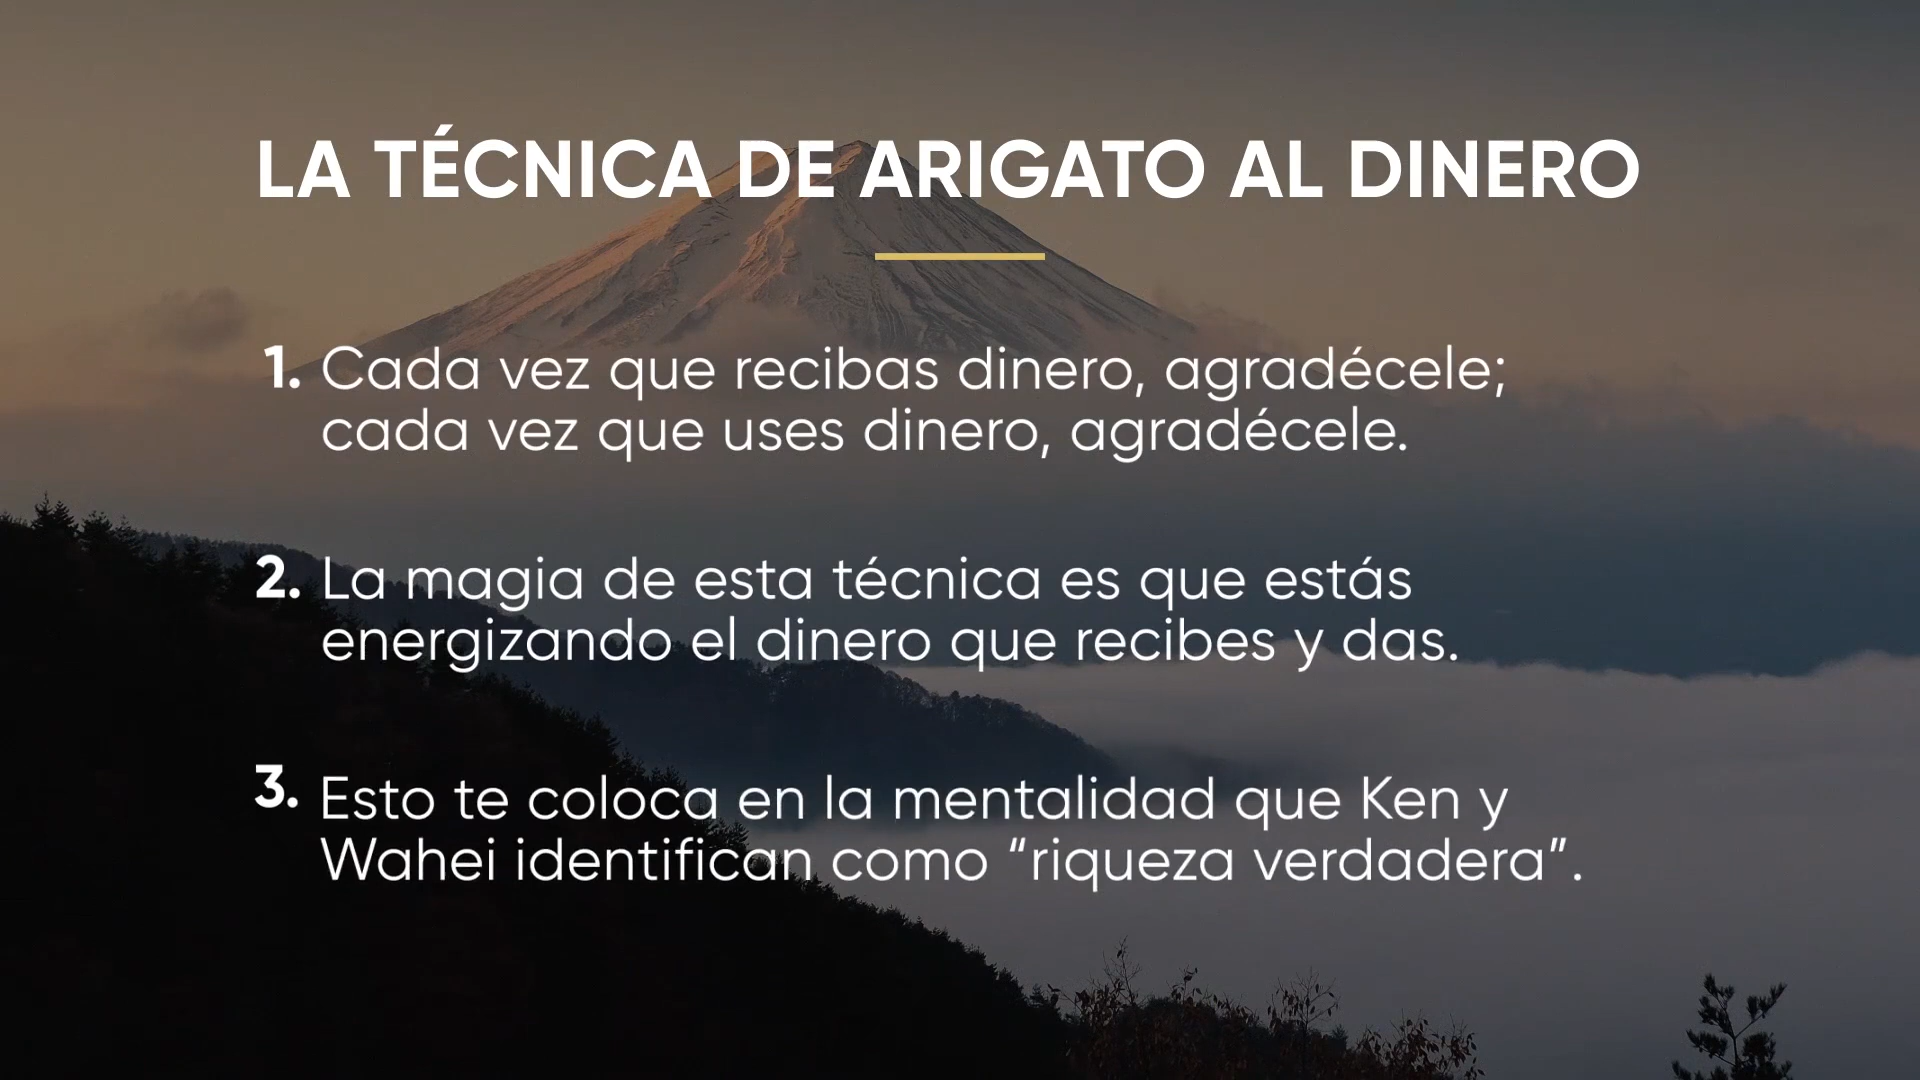 LA TÉCNICA DE ARIGATO AL DINERO
1. Cada vez que recibas dinero, agradécele;
cada vez que uses dinero, agradécele.
2. La magia de esta técnica es que estás
energizando el dinero que recibes y das.
3. Esto te coloca en la mentalidad que Ken y
Wahei identifican como “riqueza verdadera”.